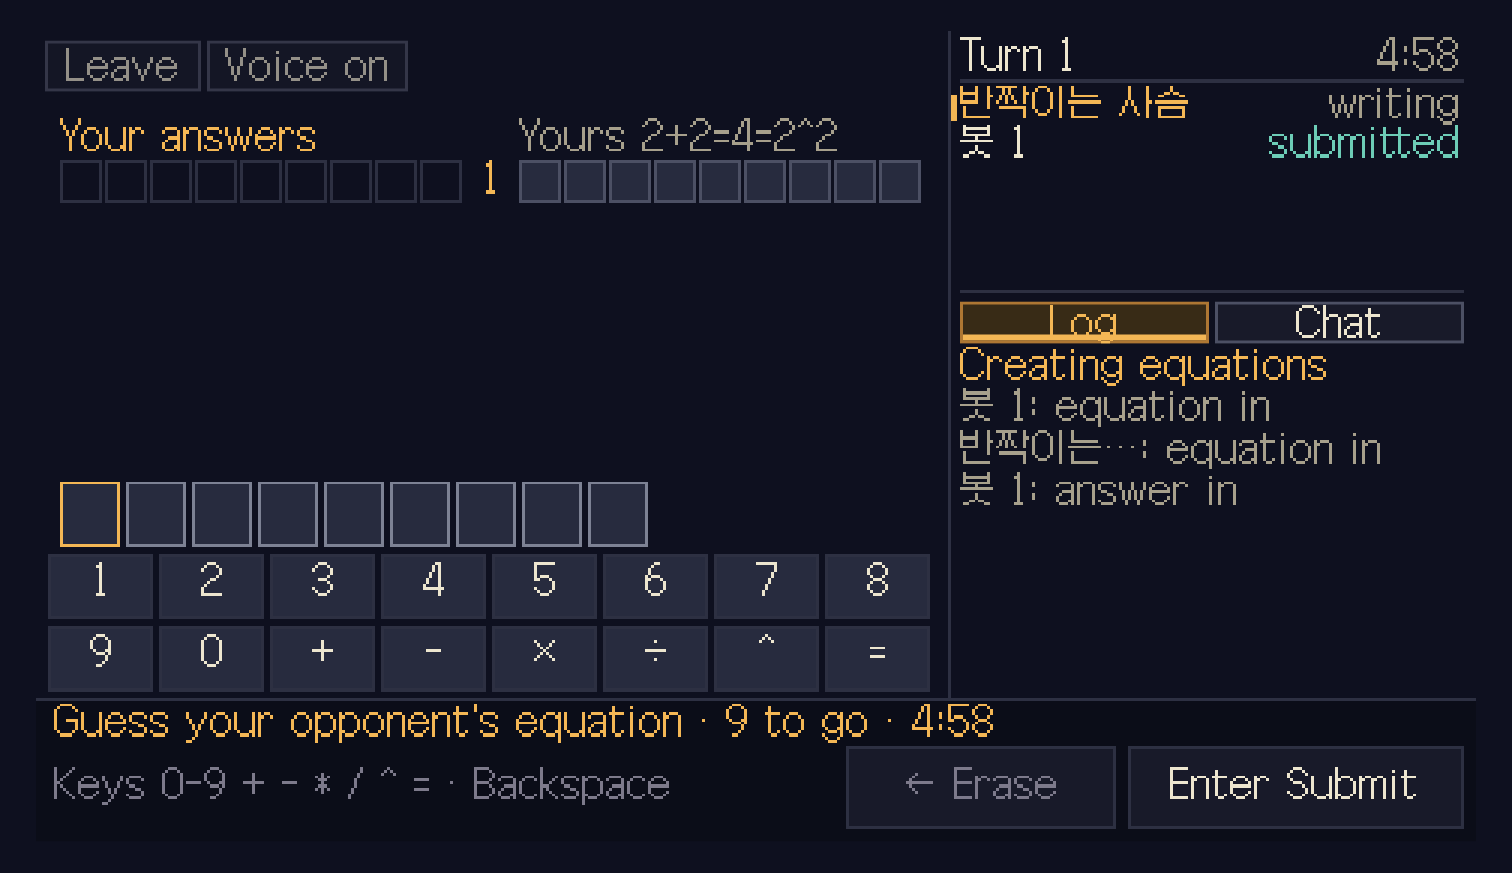 Leave Voice on
Your answers
Yours 2+2=4=2^2
1
Turn 1 4:58
반짝이는 사슴 writing
봇 1 submitted
Log Chat
Creating equations
봇 1: equation in
반짝이는…: equation in
봇 1: answer in
1 2 3 4 5 6 7 8
9 0 + - × ÷ ^ =
Guess your opponent's equation · 9 to go · 4:58
Keys 0-9 + - * / ^ = · Backspace
← Erase Enter Submit